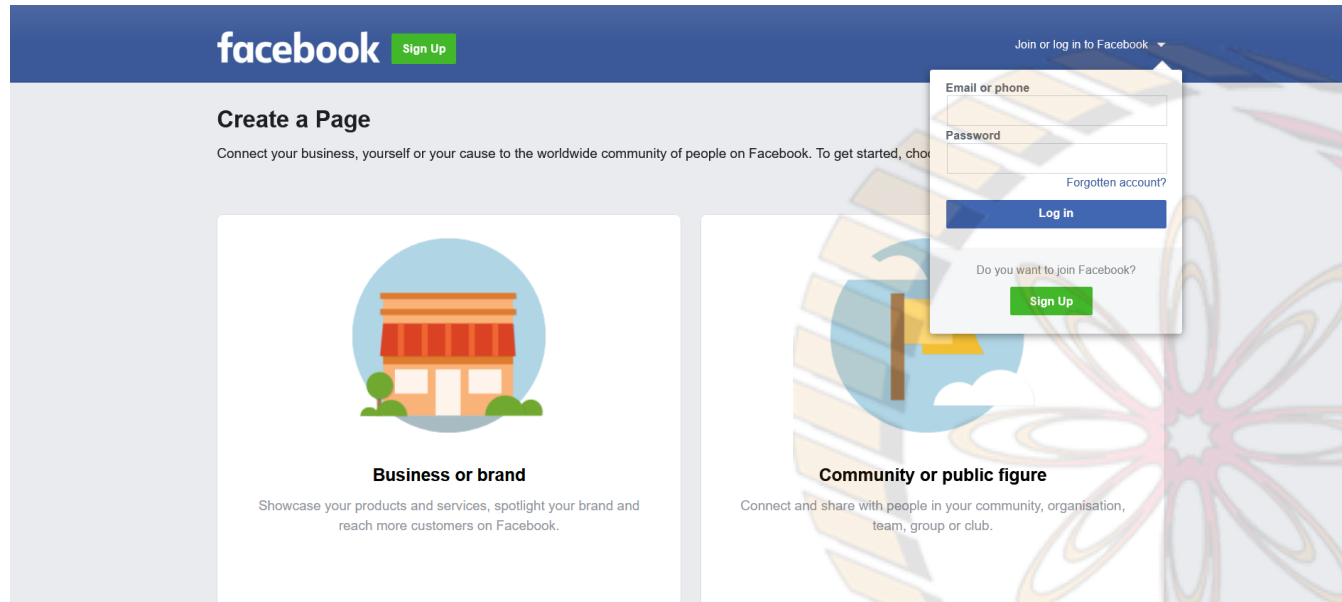 facebook
Sign Up
Join or log in to Facebook
Email or phone
Password
Forgotten account?
Log in
Do you want to join Facebook?
Sign Up
Create a Page
Connect your business, yourself or your cause to the worldwide community of people on Facebook. To get started,
Business or brand
Showcase your products and services, spotlight your brand and
reach more customers on Facebook.
Community or public figure
Connect and share with people in your community, organisation,
team, group or club.